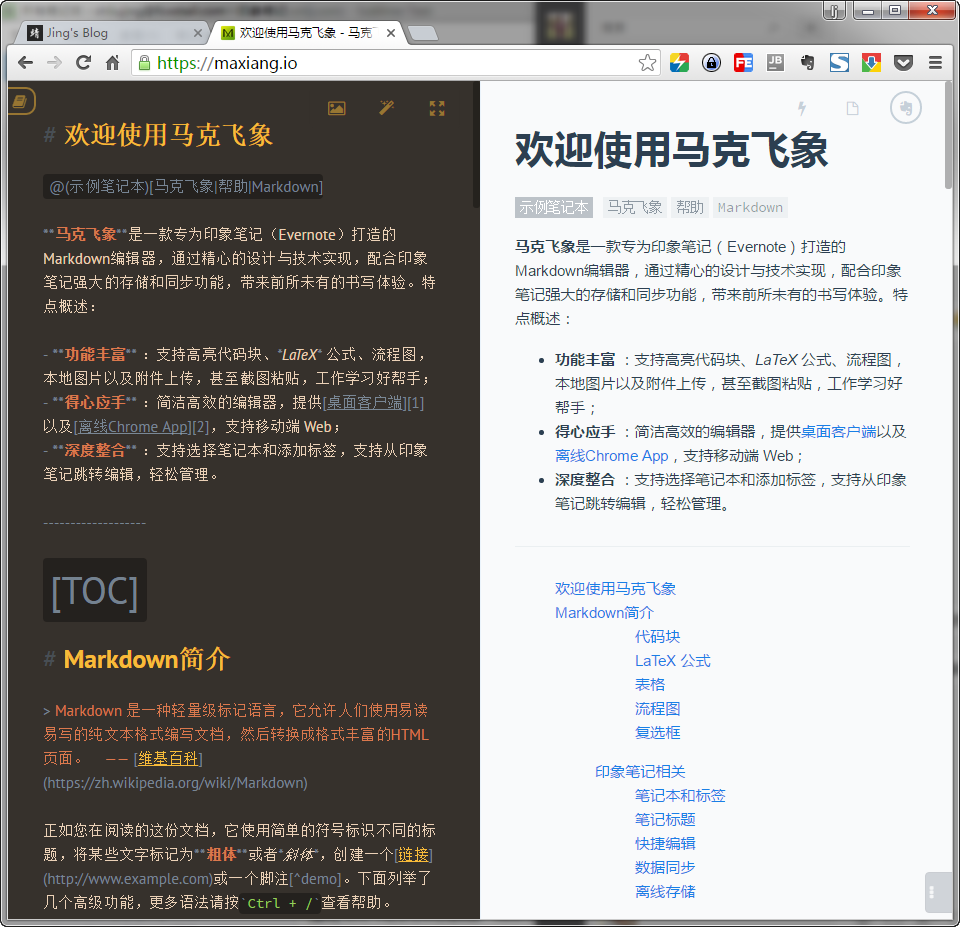 Jing's Blog
欢迎使用马克飞象 - 马克
https://maxiang.io
# 欢迎使用马克飞象
@(示例笔记本)[马克飞象|帮助|Markdown]
**马克飞象**是一款专为印象笔记（Evernote）打造的
Markdown编辑器，通过精心的设计与技术实现，配合印象
笔记强大的存储和同步功能，带来前所未有的书写体验。特
点概述：
- **功能丰富** ：支持高亮代码块、*LaTeX* 公式、流程图，
本地图片以及附件上传，甚至截图粘贴，工作学习好帮手；
- **得心应手** ：简洁高效的编辑器，提供[桌面客户端][1]
以及[离线Chrome App][2]，支持移动端 Web；
- **深度整合** ：支持选择笔记本和添加标签，支持从印象
笔记跳转编辑，轻松管理。
-------------------
[TOC]
# Markdown简介
> Markdown 是一种轻量级标记语言，它允许人们使用易读
易写的纯文本格式编写文档，然后转换成格式丰富的HTML
页面。 —— [维基百科]
(https://zh.wikipedia.org/wiki/Markdown)
正如您在阅读的这份文档，它使用简单的符号标识不同的标
题，将某些文字标记为**粗体**或者*斜体*，创建一个[链接]
(http://www.example.com)或一个脚注[^demo]。下面列举了
几个高级功能，更多语法请按`Ctrl + /`查看帮助。
欢迎使用马克飞象
示例笔记本 马克飞象 帮助 Markdown
马克飞象是一款专为印象笔记（Evernote）打造的
Markdown编辑器，通过精心的设计与技术实现，配合印象
笔记强大的存储和同步功能，带来前所未有的书写体验。特
点概述：
• 功能丰富 ：支持高亮代码块、LaTeX 公式、流程图，
本地图片以及附件上传，甚至截图粘贴，工作学习好
帮手；
• 得心应手 ：简洁高效的编辑器，提供桌面客户端以及
离线Chrome App，支持移动端 Web；
• 深度整合 ：支持选择笔记本和添加标签，支持从印象
笔记跳转编辑，轻松管理。
欢迎使用马克飞象
Markdown简介
代码块
LaTeX 公式
表格
流程图
复选框
印象笔记相关
笔记本和标签
笔记标题
快捷编辑
数据同步
离线存储